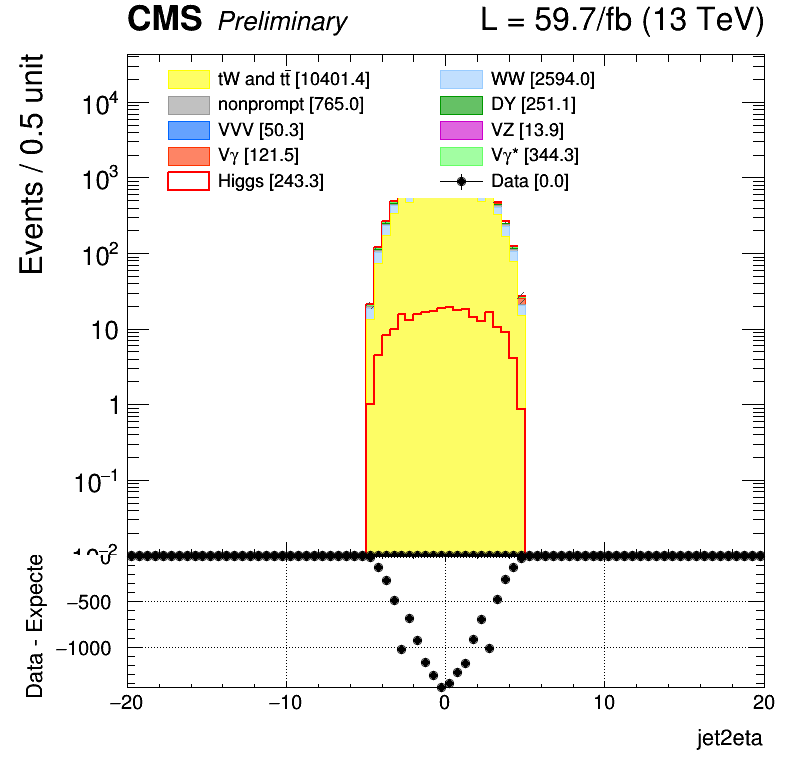 CMS Preliminary L = 59.7/fb (13 TeV)
Events / 0.5 unit
tW and tt̄ [10401.4] WW [2594.0]
nonprompt [765.0] DY [251.1]
VVV [50.3] VZ [13.9]
Vγ [121.5] Vγ* [344.3]
Higgs [243.3] Data [0.0]
10⁴
10³
10²
10
1
10⁻¹
Data - Expecte
−500
−1000
−20 −10 0 10 20
jet2eta